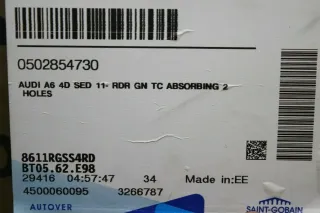 0502854730
AUDI A6 4D SED 11- RDR GN TC ABSORBING 2
HOLES
8611RGSS4RD
BT05.62.E98
29416 04:57:47 34 Made in:EE
4500060095 3266787
AUTOVER
SAINT-GOBAIN